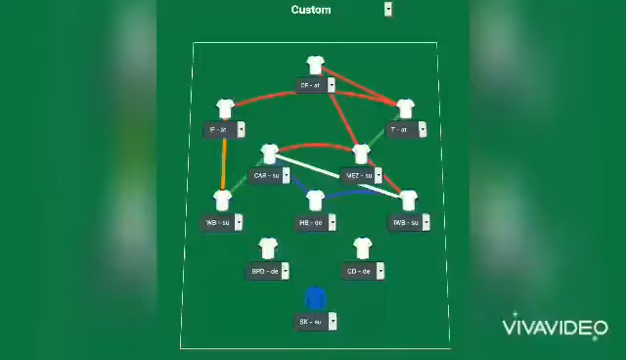 Custom
CF - at
IF - at
T - at
CAR - su
MEZ - su
WB - su
HB - de
IWB - su
BPD - de
CD - de
SK - su
VIVAVIDEO